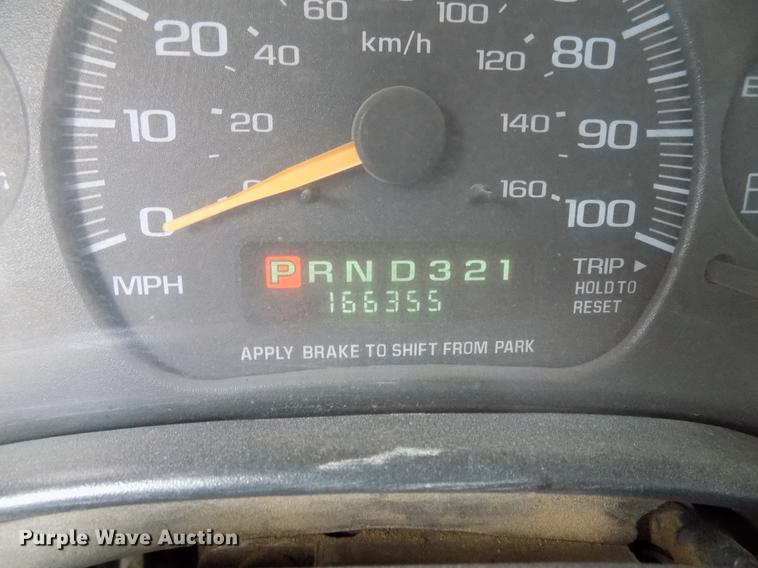 60 100
20 40 km/h 120 80
10 20 140 90
0 160 100
MPH PRND321 TRIP ►
166355 HOLD TO
RESET
APPLY BRAKE TO SHIFT FROM PARK
Purple Wave Auction